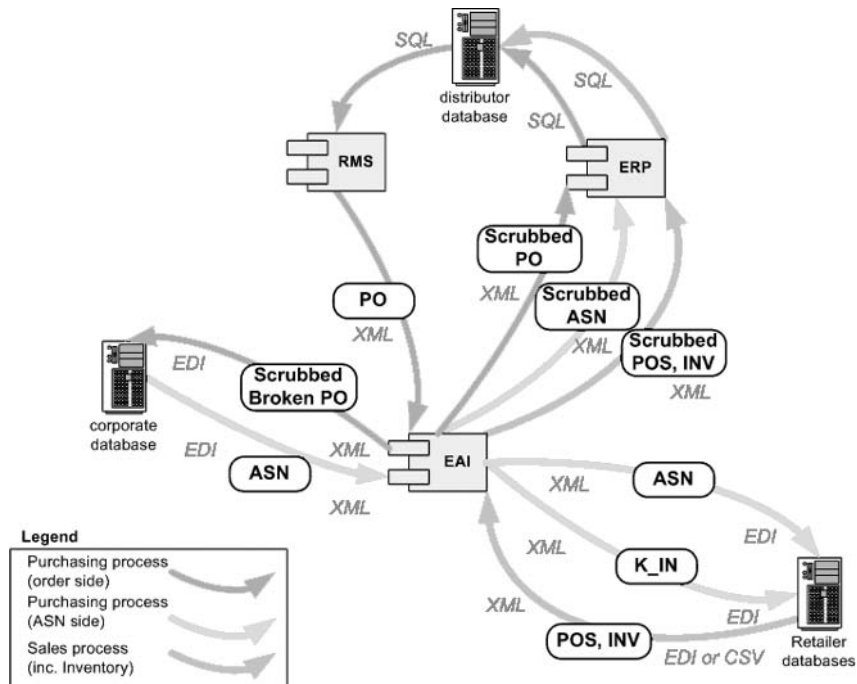 SQL
distributor
database
SQL
SQL
RMS
ERP
Scrubbed
PO
XML
PO
XML
Scrubbed
ASN
XML
Scrubbed
POS, INV
XML
EDI
Scrubbed
Broken PO
XML
corporate
database
EDI
ASN
XML
EAI
XML
ASN
EDI
XML
K_IN
EDI
XML
POS, INV
EDI or CSV
Retailer
databases
Legend
Purchasing process
(order side)
Purchasing process
(ASN side)
Sales process
(inc. Inventory)